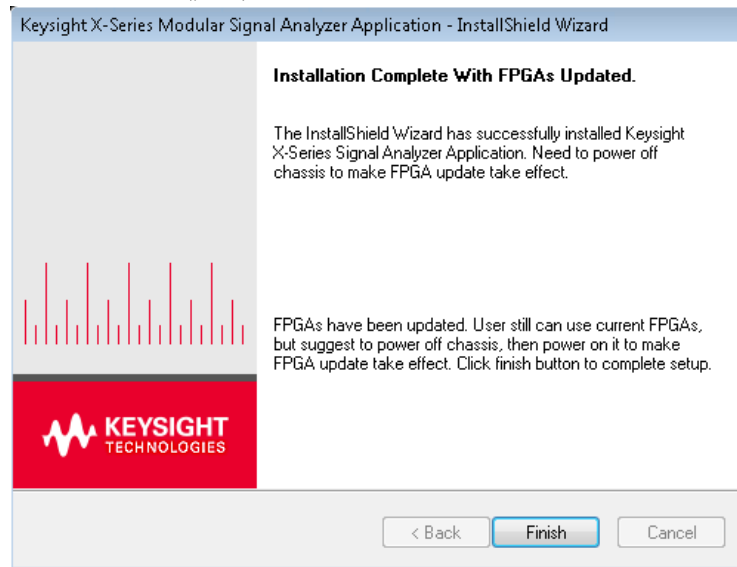 Keysight X-Series Modular Signal Analyzer Application - InstallShield Wizard
Installation Complete With FPGAs Updated.
The InstallShield Wizard has successfully installed Keysight
X-Series Signal Analyzer Application. Need to power off
chassis to make FPGA update take effect.
FPGAs have been updated. User still can use current FPGAs,
but suggest to power off chassis, then power on it to make
FPGA update take effect. Click finish button to complete setup.
KEYSIGHT
TECHNOLOGIES
< Back Finish Cancel